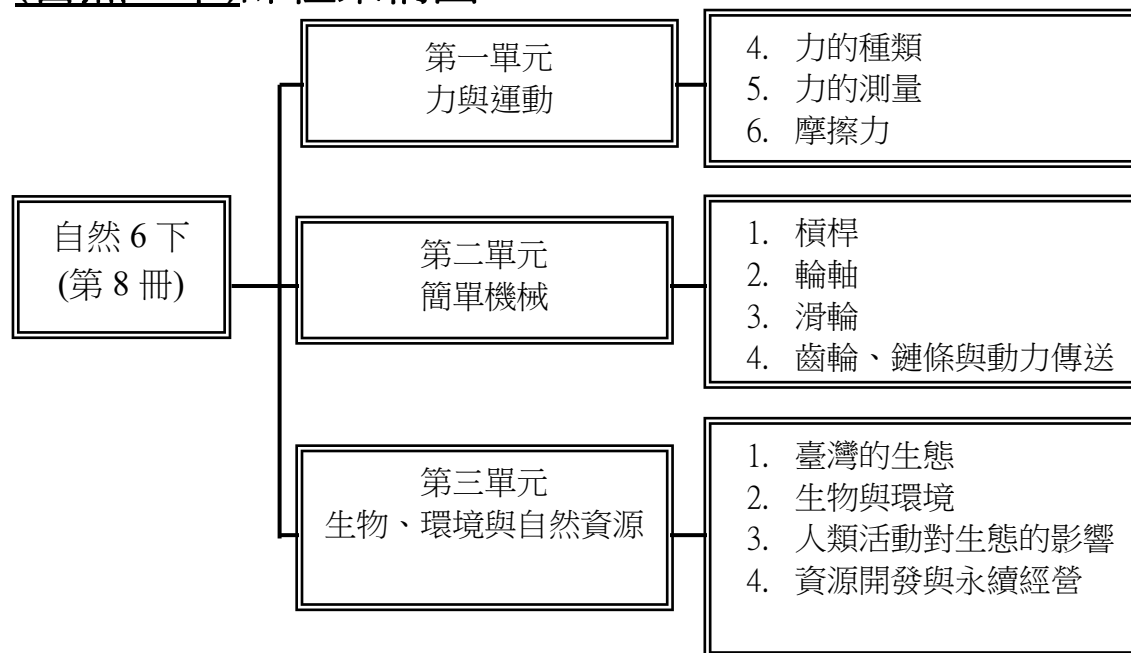 自然 6 下
(第 8 冊)
第一單元
力與運動
4. 力的種類
5. 力的測量
6. 摩擦力
第二單元
簡單機械
1. 槓桿
2. 輪軸
3. 滑輪
4. 齒輪、鏈條與動力傳送
第三單元
生物、環境與自然資源
1. 臺灣的生態
2. 生物與環境
3. 人類活動對生態的影響
4. 資源開發與永續經營